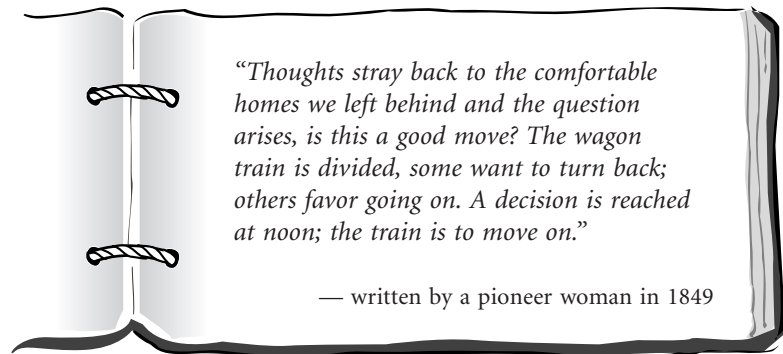 “Thoughts stray back to the comfortable
homes we left behind and the question
arises, is this a good move? The wagon
train is divided, some want to turn back;
others favor going on. A decision is reached
at noon; the train is to move on.”
— written by a pioneer woman in 1849